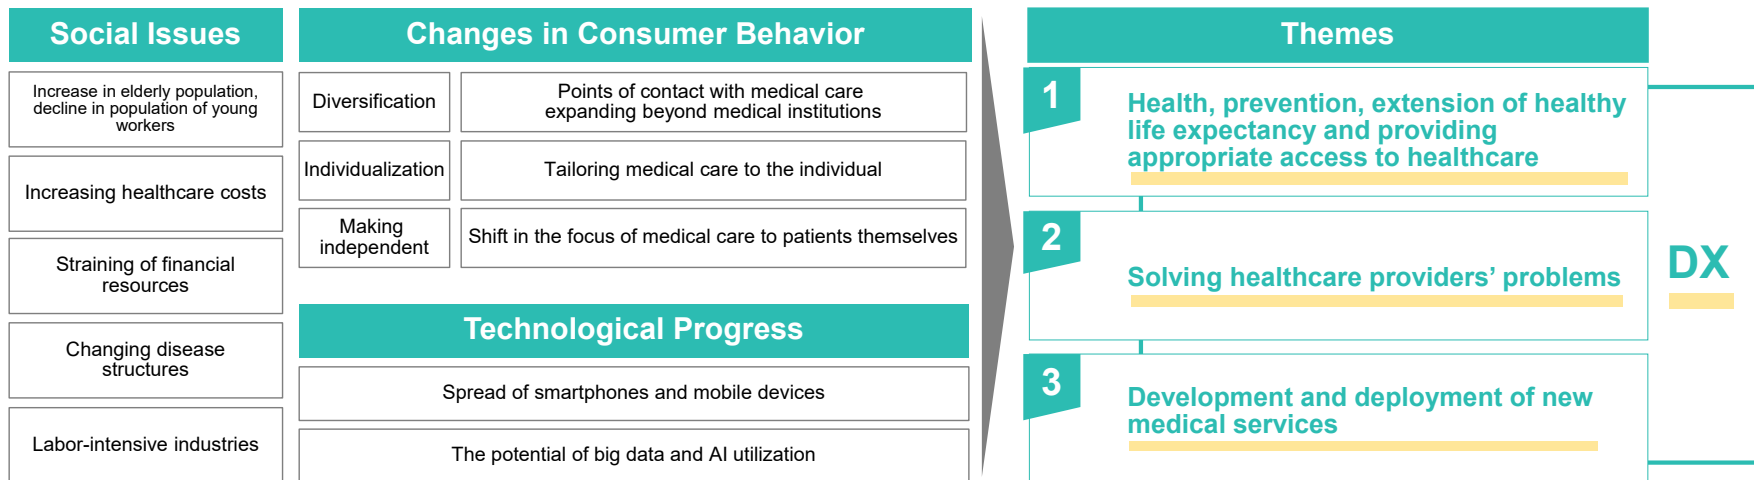 Social Issues
Increase in elderly population,
decline in population of young
workers
Increasing healthcare costs
Straining of financial
resources
Changing disease
structures
Labor-intensive industries
Changes in Consumer Behavior
Diversification
Points of contact with medical care
expanding beyond medical institutions
Individualization
Tailoring medical care to the individual
Making
independent
Shift in the focus of medical care to patients themselves
Technological Progress
Spread of smartphones and mobile devices
The potential of big data and AI utilization
Themes
1
Health, prevention, extension of healthy
life expectancy and providing
appropriate access to healthcare
2
Solving healthcare providers’ problems
3
Development and deployment of new
medical services
DX